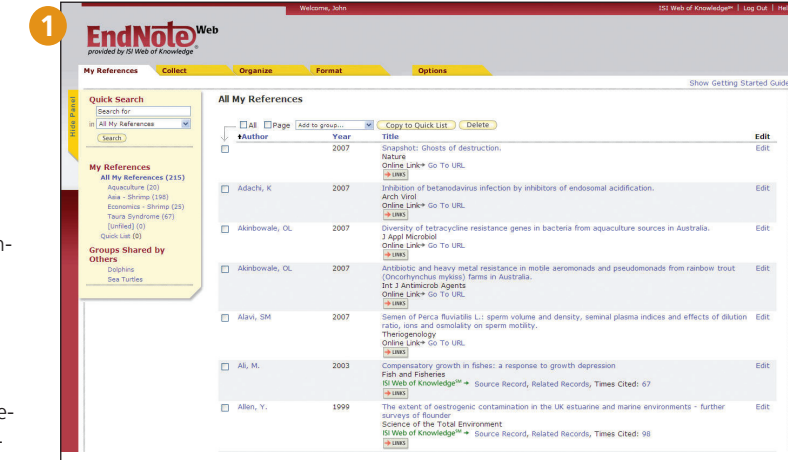 1
Welcome, John
ISI Web of Knowledge℠ | Log Out | Hel
EndNote® Web
provided by ISI Web of Knowledge
My References Collect Organize Format Options
Show Getting Started Guide
Hide Panel
Quick Search
Search for
in All My References
Search
My References
All My References (215)
Aquaculture (20)
Asia - Shrimp (198)
Economics - Shrimp (25)
Taura Syndrome (67)
[Unfiled] (0)
Quick List (0)
Groups Shared by
Others
Dolphins
Sea Turtles
n-
e-
All My References
All Page Add to group... Copy to Quick List Delete
Author Year Title Edit
2007 Snapshot: Ghosts of destruction. Edit
Nature
Online Link➔ Go To URL
➔ LINKS
Adachi, K 2007 Inhibition of betanodavirus infection by inhibitors of endosomal acidification. Edit
Arch Virol
Online Link➔ Go To URL
➔ LINKS
Akinbowale, OL 2007 Diversity of tetracycline resistance genes in bacteria from aquaculture sources in Australia. Edit
J Appl Microbiol
Online Link➔ Go To URL
➔ LINKS
Akinbowale, OL 2007 Antibiotic and heavy metal resistance in motile aeromonads and pseudomonads from rainbow trout Edit
(Oncorhynchus mykiss) farms in Australia.
Int J Antimicrob Agents
Online Link➔ Go To URL
➔ LINKS
Alavi, SM 2007 Semen of Perca fluviatilis L.: sperm volume and density, seminal plasma indices and effects of dilution Edit
ratio, ions and osmolality on sperm motility.
Theriogenology
Online Link➔ Go To URL
➔ LINKS
Ali, M. 2003 Compensatory growth in fishes: a response to growth depression Edit
Fish and Fisheries
ISI Web of Knowledge℠ ➔ Source Record, Related Records, Times Cited: 67
➔ LINKS
Allen, Y. 1999 The extent of oestrogenic contamination in the UK estuarine and marine environments - further Edit
surveys of flounder
Science of the Total Environment
ISI Web of Knowledge℠ ➔ Source Record, Related Records, Times Cited: 98
➔ LINKS